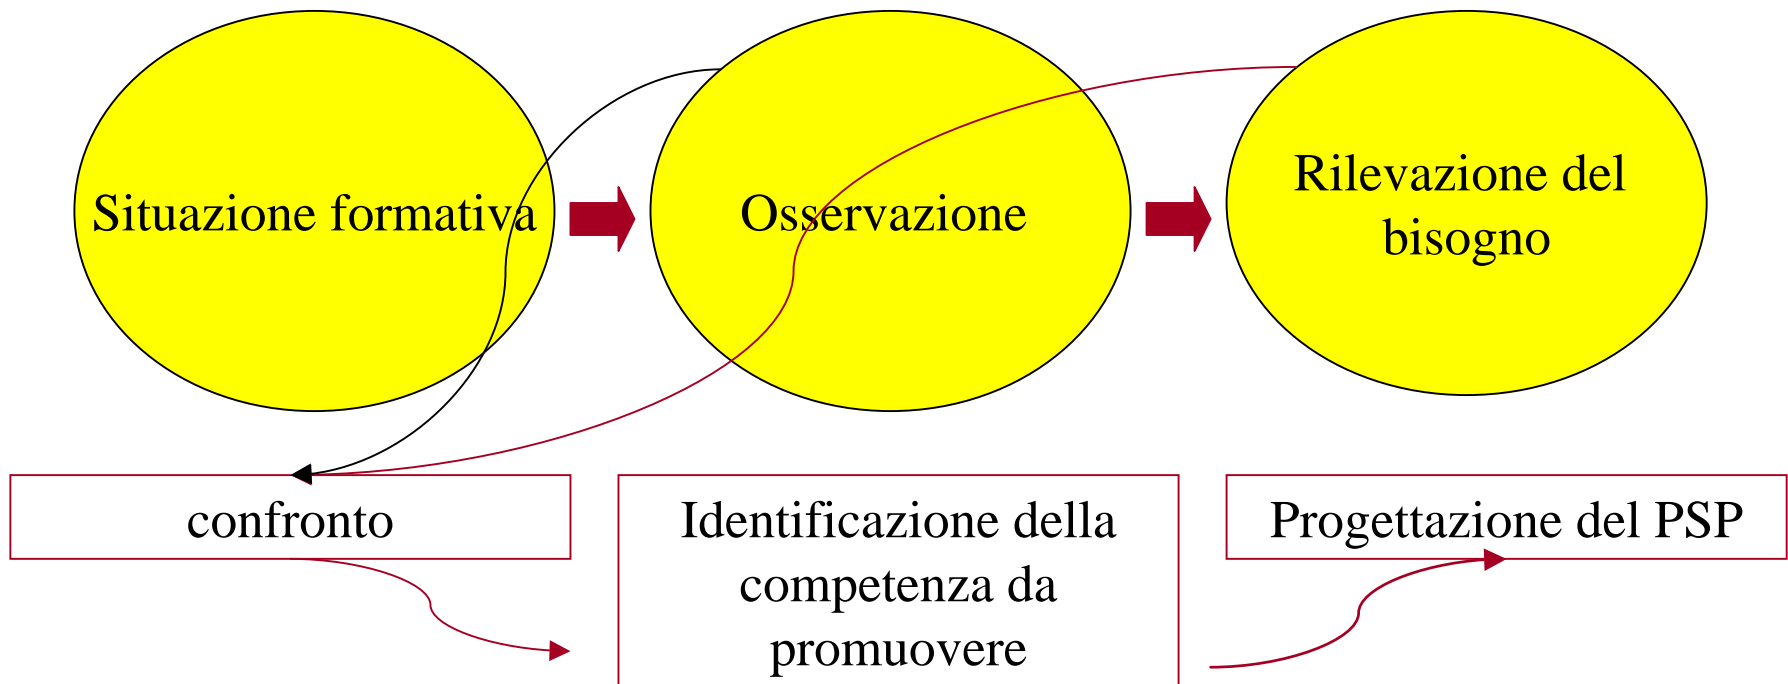 Situazione formativa
Osservazione
Rilevazione del
bisogno
confronto
Identificazione della
competenza da
promuovere
Progettazione del PSP